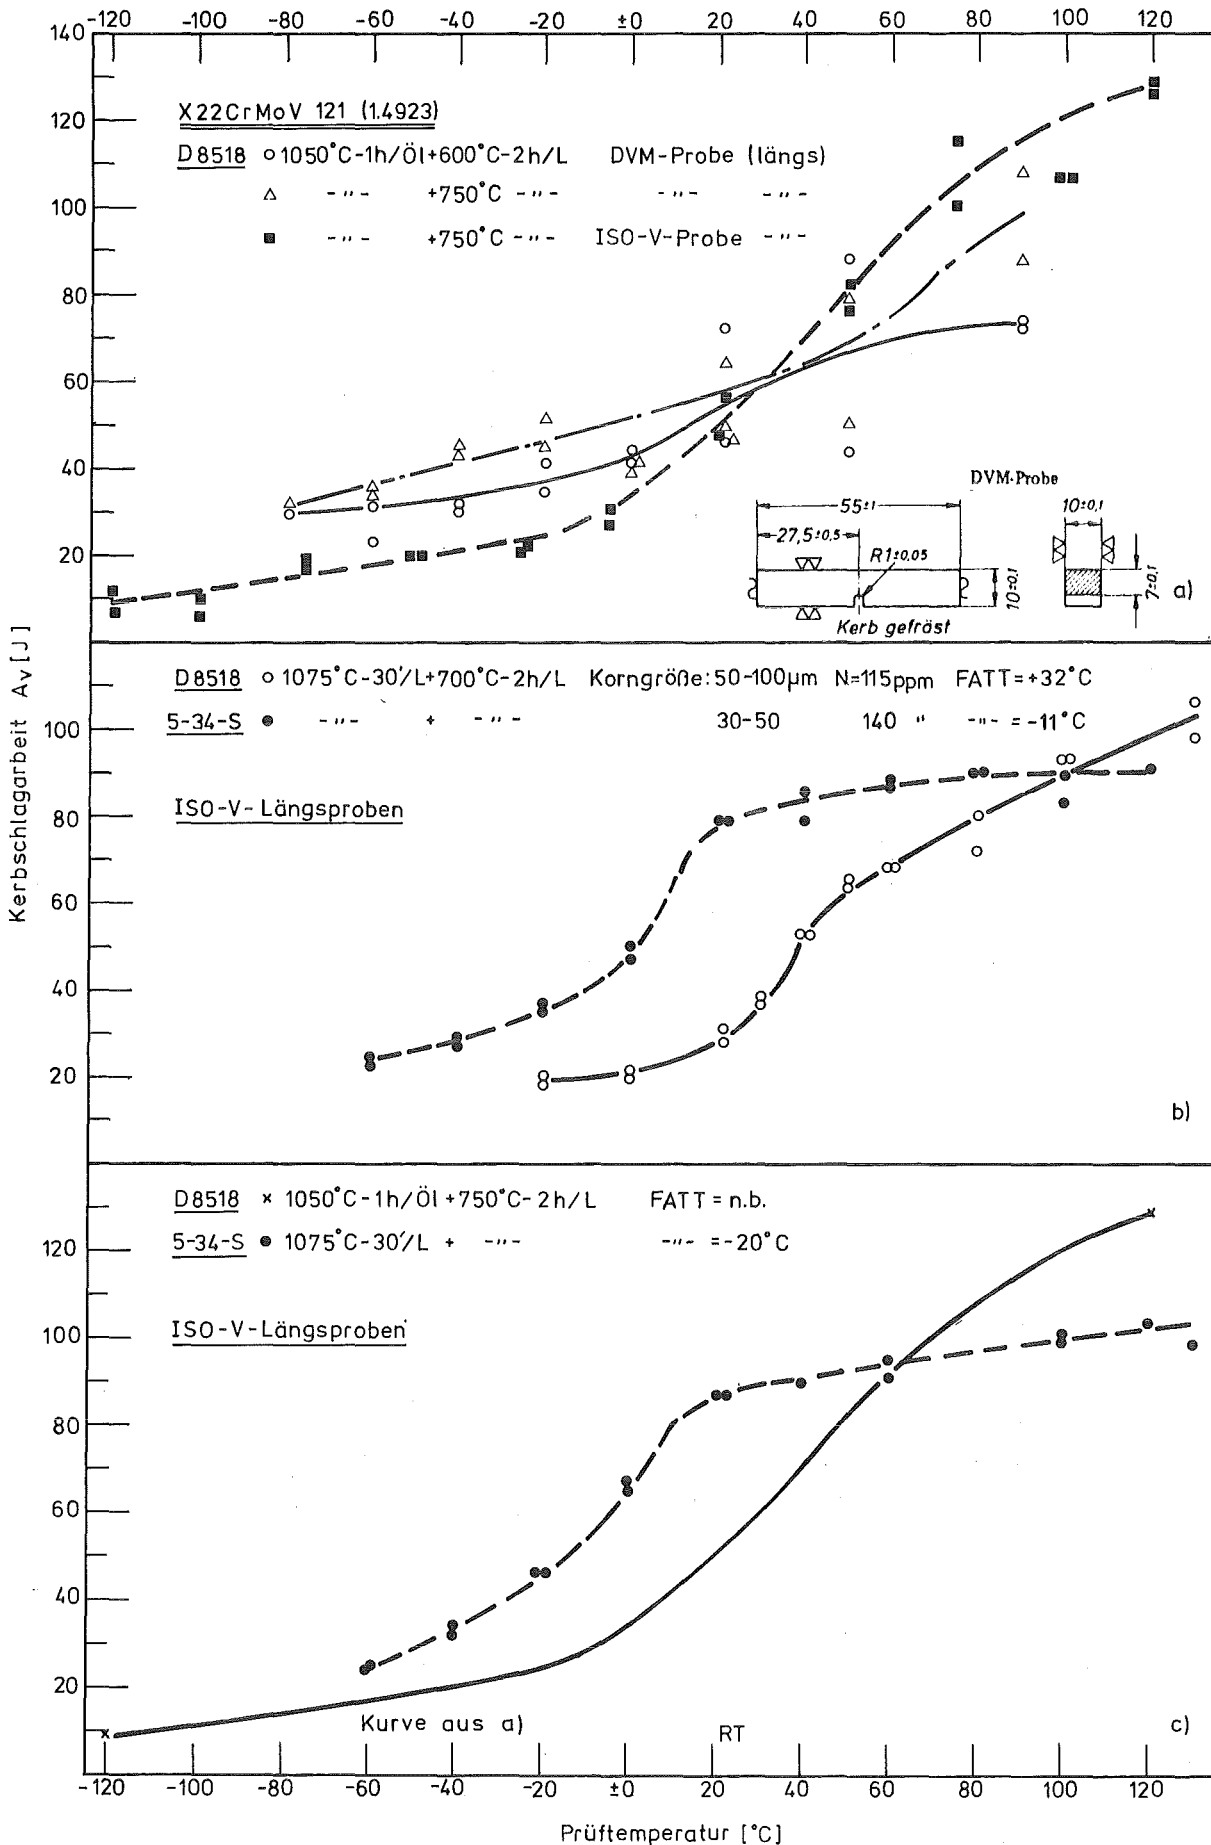 -120 -100 -80 -60 -40 -20 ±0 20 40 60 80 100 120
140
120
100
80
60
40
20
X22CrMoV 121 (1.4923)
D8518 ○ 1050°C-1h/Öl+600°C-2h/L DVM-Probe (längs)
△ -"- +750°C -"- -"- -"-
■ -"- +750°C -"- ISO-V-Probe -"-
DVM-Probe
55±1
27,5±0,5
R1±0,05
10±0,1
10±0,1
7±0,1
Kerb gefräst
a)
Kerbschlagarbeit Av [J]
D8518 ○ 1075°C-30'/L+700°C-2h/L Korngröße: 50-100µm N=115ppm FATT=+32°C
5-34-S ● -"- + -"- 30-50 140 " -"- = -11°C
ISO-V-Längsproben
100
80
60
40
20
b)
D8518 × 1050°C-1h/Öl+750°C-2h/L FATT = n.b.
5-34-S ● 1075°C-30'/L + -"- -"- = -20°C
ISO-V-Längsproben
120
100
80
60
40
20
Kurve aus a)
RT
c)
-120 -100 -80 -60 -40 -20 ±0 20 40 60 80 100 120
Prüftemperatur [°C]